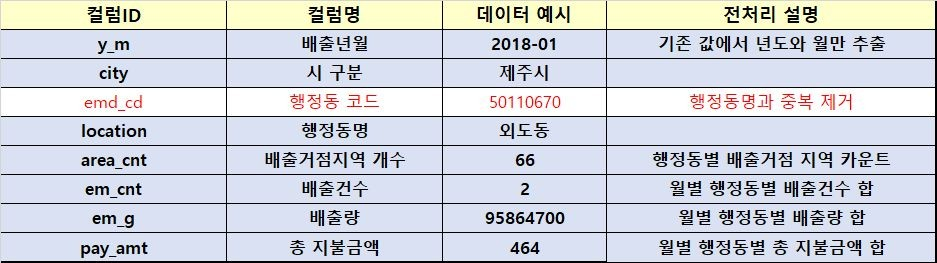 컬럼ID 컬럼명 데이터 예시 전처리 설명
y_m 배출년월 2018-01 기존 값에서 년도와 월만 추출
city 시 구분 제주시
emd_cd 행정동 코드 50110670 행정동명과 중복 제거
location 행정동명 외도동
area_cnt 배출거점지역 개수 66 행정동별 배출거점 지역 카운트
em_cnt 배출건수 2 월별 행정동별 배출건수 합
em_g 배출량 95864700 월별 행정동별 배출량 합
pay_amt 총 지불금액 464 월별 행정동별 총 지불금액 합